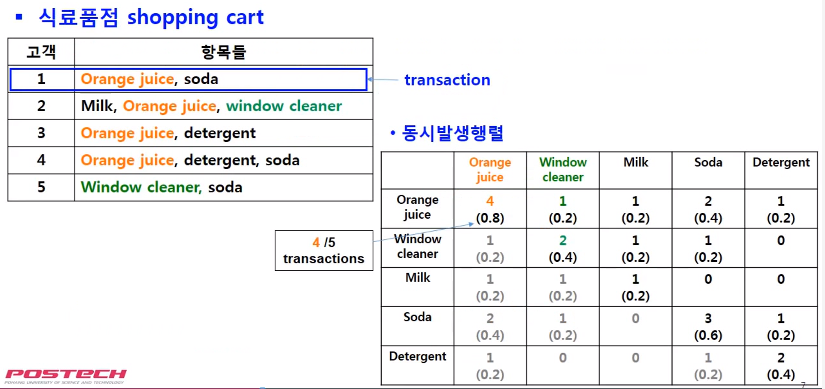 ▪ 식료품점 shopping cart
고객 항목들
1 Orange juice, soda
2 Milk, Orange juice, window cleaner
3 Orange juice, detergent
4 Orange juice, detergent, soda
5 Window cleaner, soda
transaction
• 동시발생행렬
Orange juice Window cleaner Milk Soda Detergent
Orange juice 4 (0.8) 1 (0.2) 1 (0.2) 2 (0.4) 1 (0.2)
Window cleaner 1 (0.2) 2 (0.4) 1 (0.2) 1 (0.2) 0
Milk 1 (0.2) 1 (0.2) 1 (0.2) 0 0
Soda 2 (0.4) 1 (0.2) 0 3 (0.6) 1 (0.2)
Detergent 1 (0.2) 0 0 1 (0.2) 2 (0.4)
4 /5
transactions
POSTECH
POHANG UNIVERSITY OF SCIENCE AND TECHNOLOGY
7